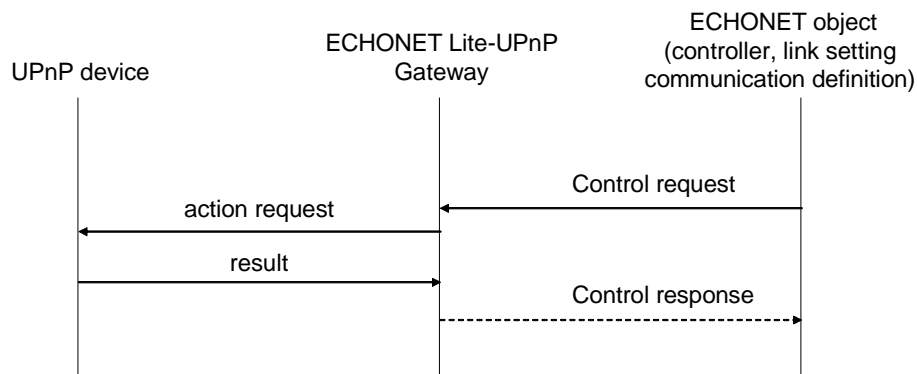 UPnP device
ECHONET Lite-UPnP
Gateway
ECHONET object
(controller, link setting
communication definition)
Control request
action request
result
Control response